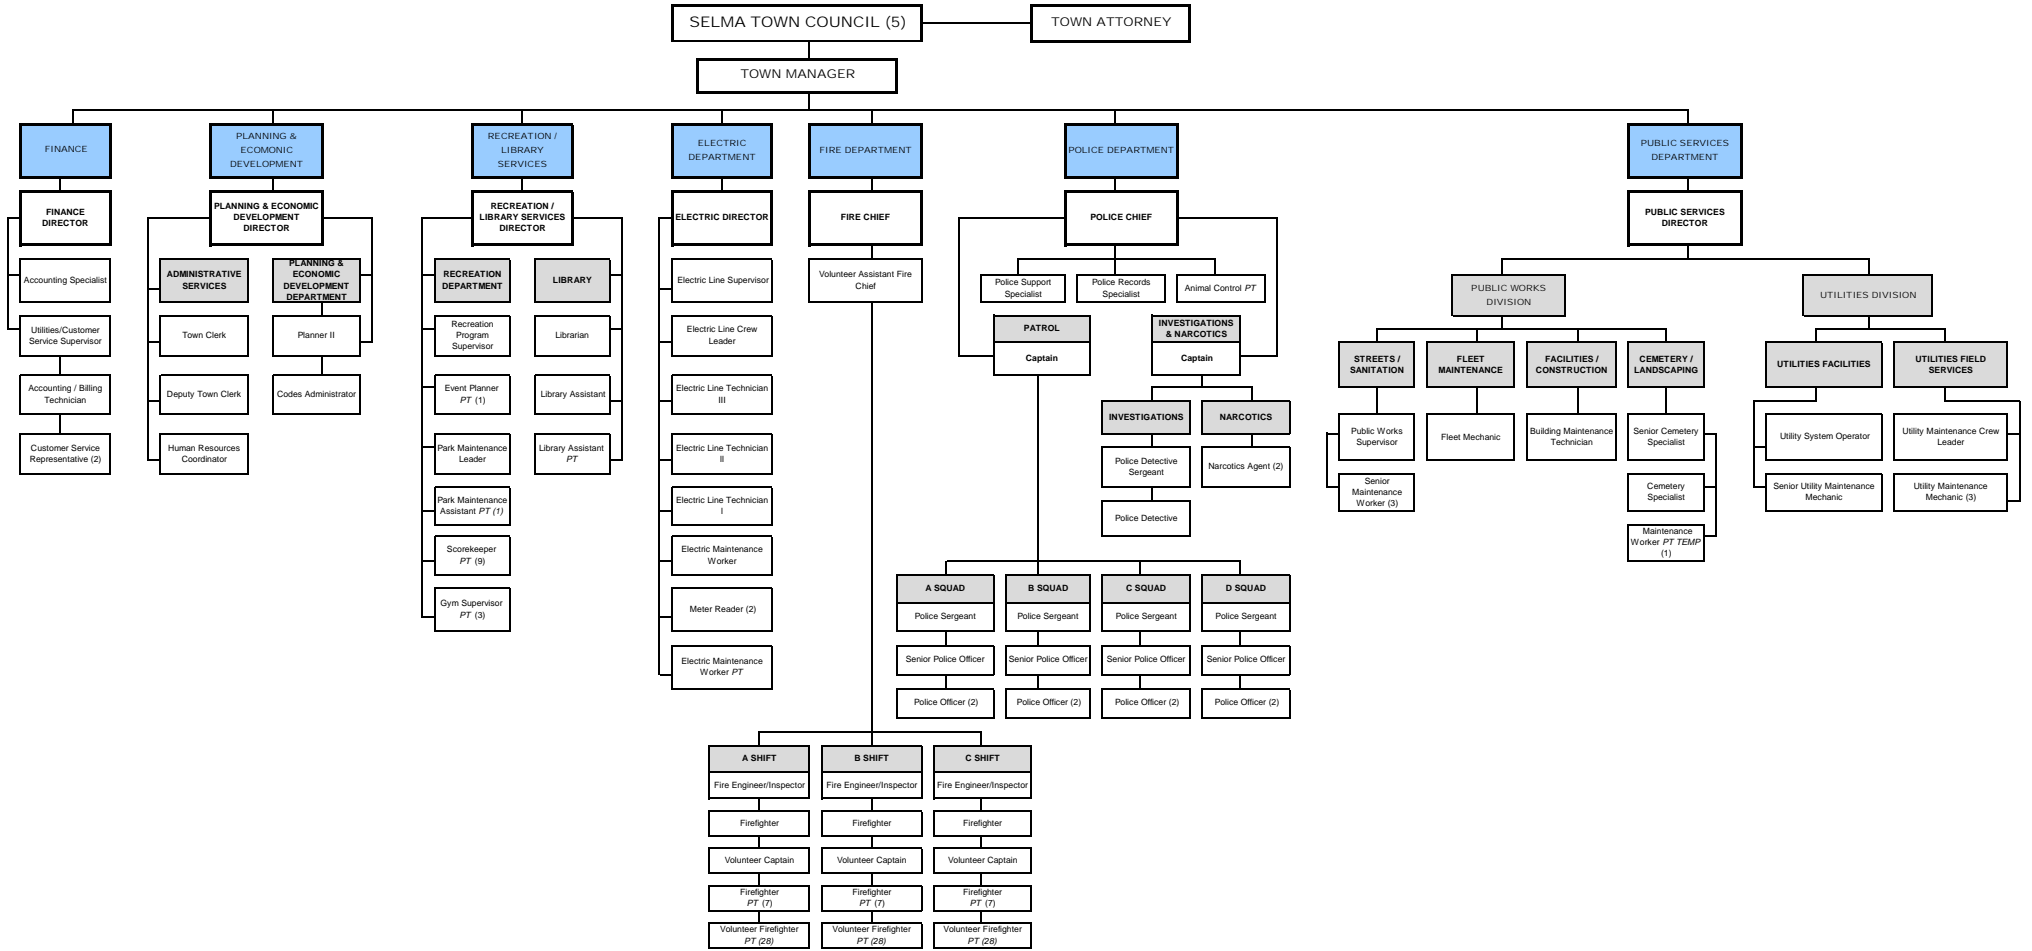 SELMA TOWN COUNCIL (5)
TOWN ATTORNEY
TOWN MANAGER
FINANCE
FINANCE
DIRECTOR
Accounting Specialist
Utilities/Customer
Service Supervisor
Accounting / Billing
Technician
Customer Service
Representative (2)
PLANNING &
ECOMONIC
DEVELOPMENT
PLANNING & ECONOMIC
DEVELOPMENT
DIRECTOR
ADMINISTRATIVE
SERVICES
Town Clerk
Deputy Town Clerk
Human Resources
Coordinator
PLANNING &
ECONOMIC
DEVELOPMENT
DEPARTMENT
Planner II
Codes Administrator
RECREATION /
LIBRARY
SERVICES
RECREATION /
LIBRARY SERVICES
DIRECTOR
RECREATION
DEPARTMENT
Recreation
Program
Supervisor
Event Planner
PT (1)
Park Maintenance
Leader
Park Maintenance
Assistant PT (1)
Scorekeeper
PT (9)
Gym Supervisor
PT (3)
LIBRARY
Librarian
Library Assistant
Library Assistant
PT
ELECTRIC
DEPARTMENT
ELECTRIC DIRECTOR
Electric Line Supervisor
Electric Line Crew
Leader
Electric Line Technician
III
Electric Line Technician
II
Electric Line Technician
I
Electric Maintenance
Worker
Meter Reader (2)
Electric Maintenance
Worker PT
FIRE DEPARTMENT
FIRE CHIEF
Volunteer Assistant Fire
Chief
A SHIFT
Fire Engineer/Inspector
Firefighter
Volunteer Captain
Firefighter
PT (7)
Volunteer Firefighter
PT (28)
B SHIFT
Fire Engineer/Inspector
Firefighter
Volunteer Captain
Firefighter
PT (7)
Volunteer Firefighter
PT (28)
C SHIFT
Fire Engineer/Inspector
Firefighter
Volunteer Captain
Firefighter
PT (7)
Volunteer Firefighter
PT (28)
POLICE DEPARTMENT
POLICE CHIEF
Police Support
Specialist
Police Records
Specialist
Animal Control PT
PATROL
Captain
INVESTIGATIONS
& NARCOTICS
Captain
INVESTIGATIONS
Police Detective
Sergeant
Police Detective
NARCOTICS
Narcotics Agent (2)
A SQUAD
Police Sergeant
Senior Police Officer
Police Officer (2)
B SQUAD
Police Sergeant
Senior Police Officer
Police Officer (2)
C SQUAD
Police Sergeant
Senior Police Officer
Police Officer (2)
D SQUAD
Police Sergeant
Senior Police Officer
Police Officer (2)
PUBLIC SERVICES
DEPARTMENT
PUBLIC SERVICES
DIRECTOR
PUBLIC WORKS
DIVISION
STREETS /
SANITATION
Public Works
Supervisor
Senior
Maintenance
Worker (3)
FLEET
MAINTENANCE
Fleet Mechanic
FACILITIES /
CONSTRUCTION
Building Maintenance
Technician
CEMETERY /
LANDSCAPING
Senior Cemetery
Specialist
Cemetery
Specialist
Maintenance
Worker PT TEMP
(1)
UTILITIES DIVISION
UTILITIES FACILITIES
Utility System Operator
Senior Utility Maintenance
Mechanic
UTILITIES FIELD
SERVICES
Utility Maintenance Crew
Leader
Utility Maintenance
Mechanic (3)